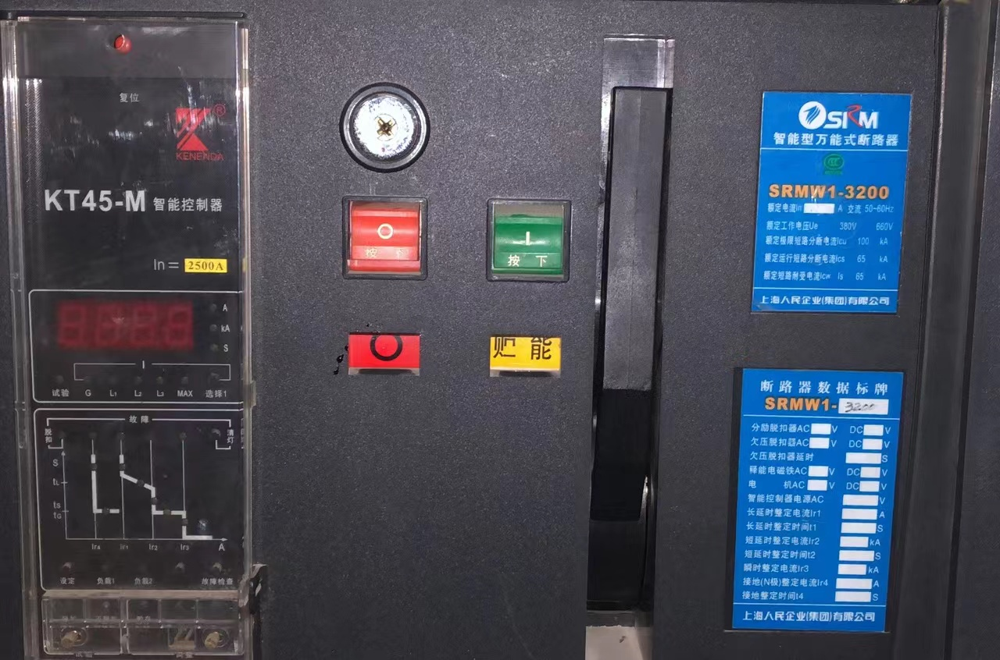 复位
KENENDA
KT45-M 智能控制器
In= 2500A
A
kA
S
I
试验 G L₁ L₂ L₃ MAX 选择1
故障
脱扣
清灯
S
tL
ts
tG
Ir4 Ir1 Ir2 Ir3 A
设定 负载1 负载2 故障检查
O
按
I
按 下
O
贮 能
SRM
智能型万能式断路器
SRMW1-3200
额定电流In A 交流 50~60Hz
额定工作电压Ue 380V 660V
额定极限短路分断电流Icu 100 kA
额定运行短路分断电流Ics 65 kA
额定短路耐受电流Icw Is 65 kA
上海人民企业(集团)有限公司
断路器数据标牌
SRMW1-3200
分励脱扣器AC V DC V
欠压脱扣器AC V DC V
欠压脱扣器延时 S
释能电磁铁AC V DC V
电 机AC V DC V
智能控制器电源AC V
长延时整定电流Ir1 A
长延时整定时间t1 S
短延时整定电流Ir2 kA
短延时整定时间t2 S
瞬时整定电流Ir3 kA
接地(N极)整定电流Ir4 A
接地整定时间t4 S
上海人民企业(集团)有限公司